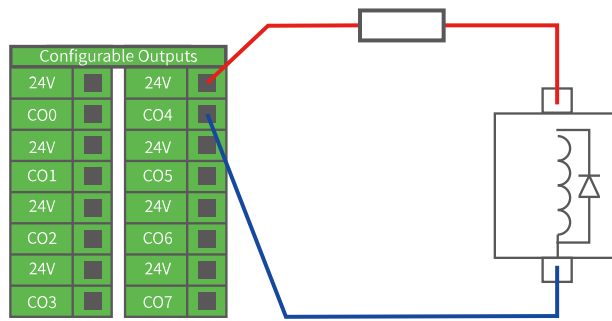 Configurable Outputs
24V 24V
CO0 CO4
24V 24V
CO1 CO5
24V 24V
CO2 CO6
24V 24V
CO3 CO7